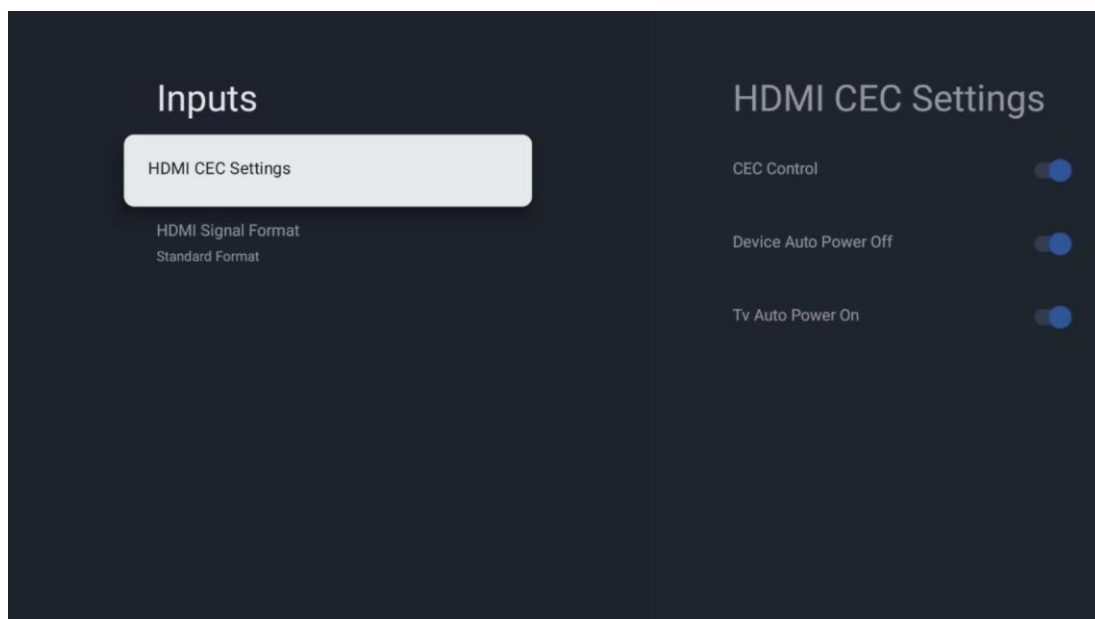 Inputs
HDMI CEC Settings
HDMI Signal Format
Standard Format
HDMI CEC Settings
CEC Control
Device Auto Power Off
Tv Auto Power On